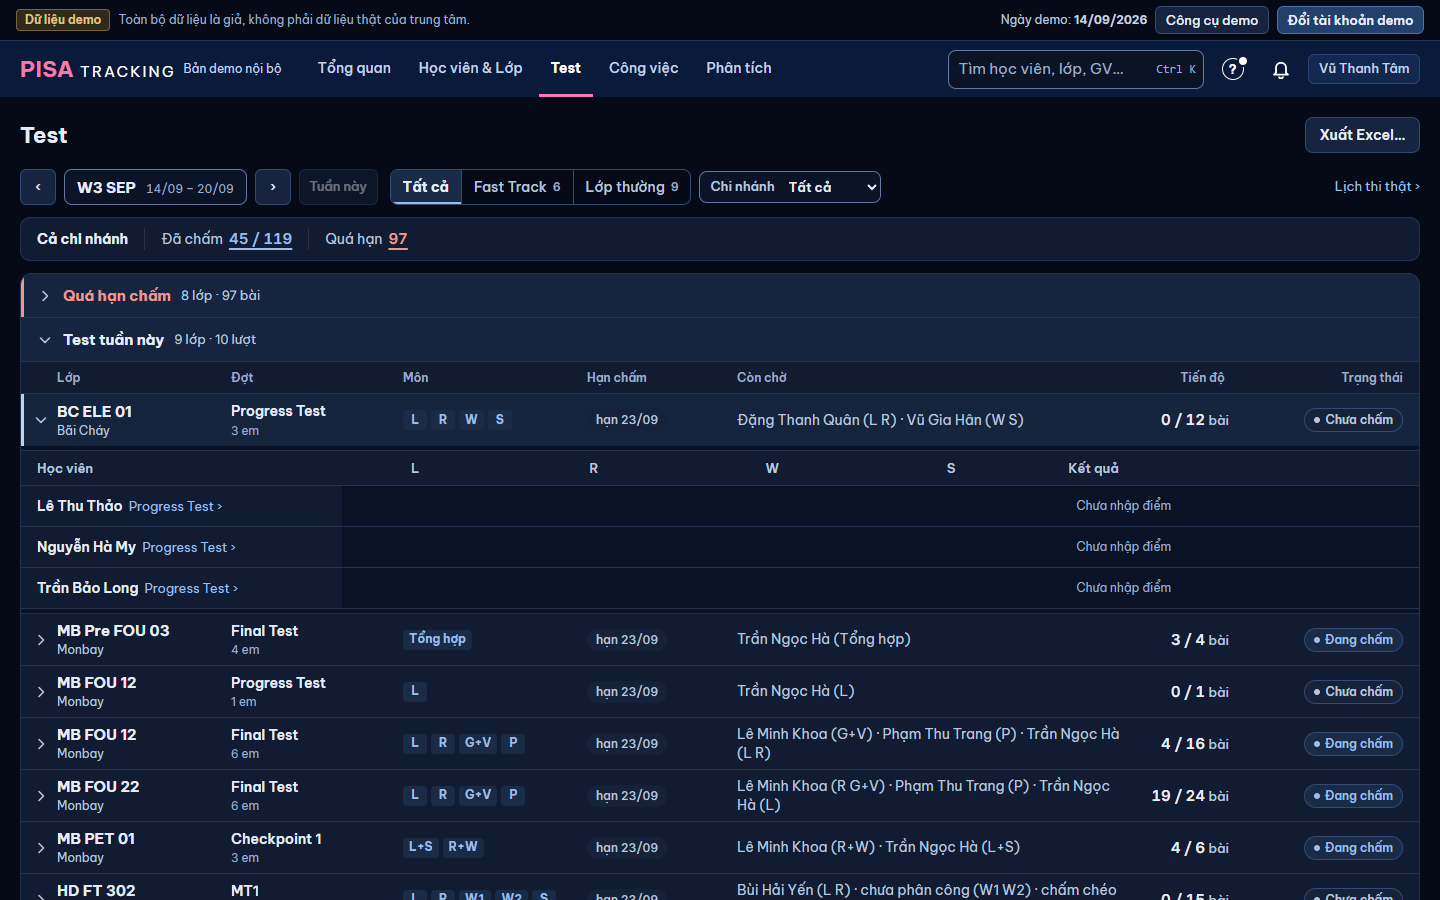 Dữ liệu demo Toàn bộ dữ liệu là giả, không phải dữ liệu thật của trung tâm. Ngày demo: 14/09/2026 Công cụ demo Đổi tài khoản demo
PISA TRACKING Bản demo nội bộ Tổng quan Học viên & Lớp Test Công việc Phân tích Tìm học viên, lớp, GV... Ctrl K ? Vũ Thanh Tâm
Test Xuất Excel...
‹ W3 SEP 14/09 – 20/09 › Tuần này Tất cả Fast Track 6 Lớp thường 9 Chi nhánh Tất cả Lịch thi thật ›
Cả chi nhánh Đã chấm 45 / 119 Quá hạn 97
Quá hạn chấm 8 lớp · 97 bài
Test tuần này 9 lớp · 10 lượt
Lớp Đợt Môn Hạn chấm Còn chờ Tiến độ Trạng thái
BC ELE 01 Progress Test L R W S hạn 23/09 Đặng Thanh Quân (L R) · Vũ Gia Hân (W S) 0 / 12 bài Chưa chấm
Bãi Cháy 3 em
Học viên L R W S Kết quả
Lê Thu Thảo Progress Test › Chưa nhập điểm
Nguyễn Hà My Progress Test › Chưa nhập điểm
Trần Bảo Long Progress Test › Chưa nhập điểm
MB Pre FOU 03 Final Test Tổng hợp hạn 23/09 Trần Ngọc Hà (Tổng hợp) 3 / 4 bài Đang chấm
Monbay 4 em
MB FOU 12 Progress Test L hạn 23/09 Trần Ngọc Hà (L) 0 / 1 bài Chưa chấm
Monbay 1 em
MB FOU 12 Final Test L R G+V P hạn 23/09 Lê Minh Khoa (G+V) · Phạm Thu Trang (P) · Trần Ngọc Hà 4 / 16 bài Đang chấm
Monbay 6 em (L R)
MB FOU 22 Final Test L R G+V P hạn 23/09 Lê Minh Khoa (R G+V) · Phạm Thu Trang (P) · Trần Ngọc 19 / 24 bài Đang chấm
Monbay 6 em Hà (L)
MB PET 01 Checkpoint 1 L+S R+W hạn 23/09 Lê Minh Khoa (R+W) · Trần Ngọc Hà (L+S) 4 / 6 bài Đang chấm
Monbay 3 em
HD FT 302 MT1 L R W1 W2 S hạn 23/09 Bùi Hải Yến (L R) · chưa phân công (W1 W2) · chấm chéo 0 / 15 bài Chưa chấm